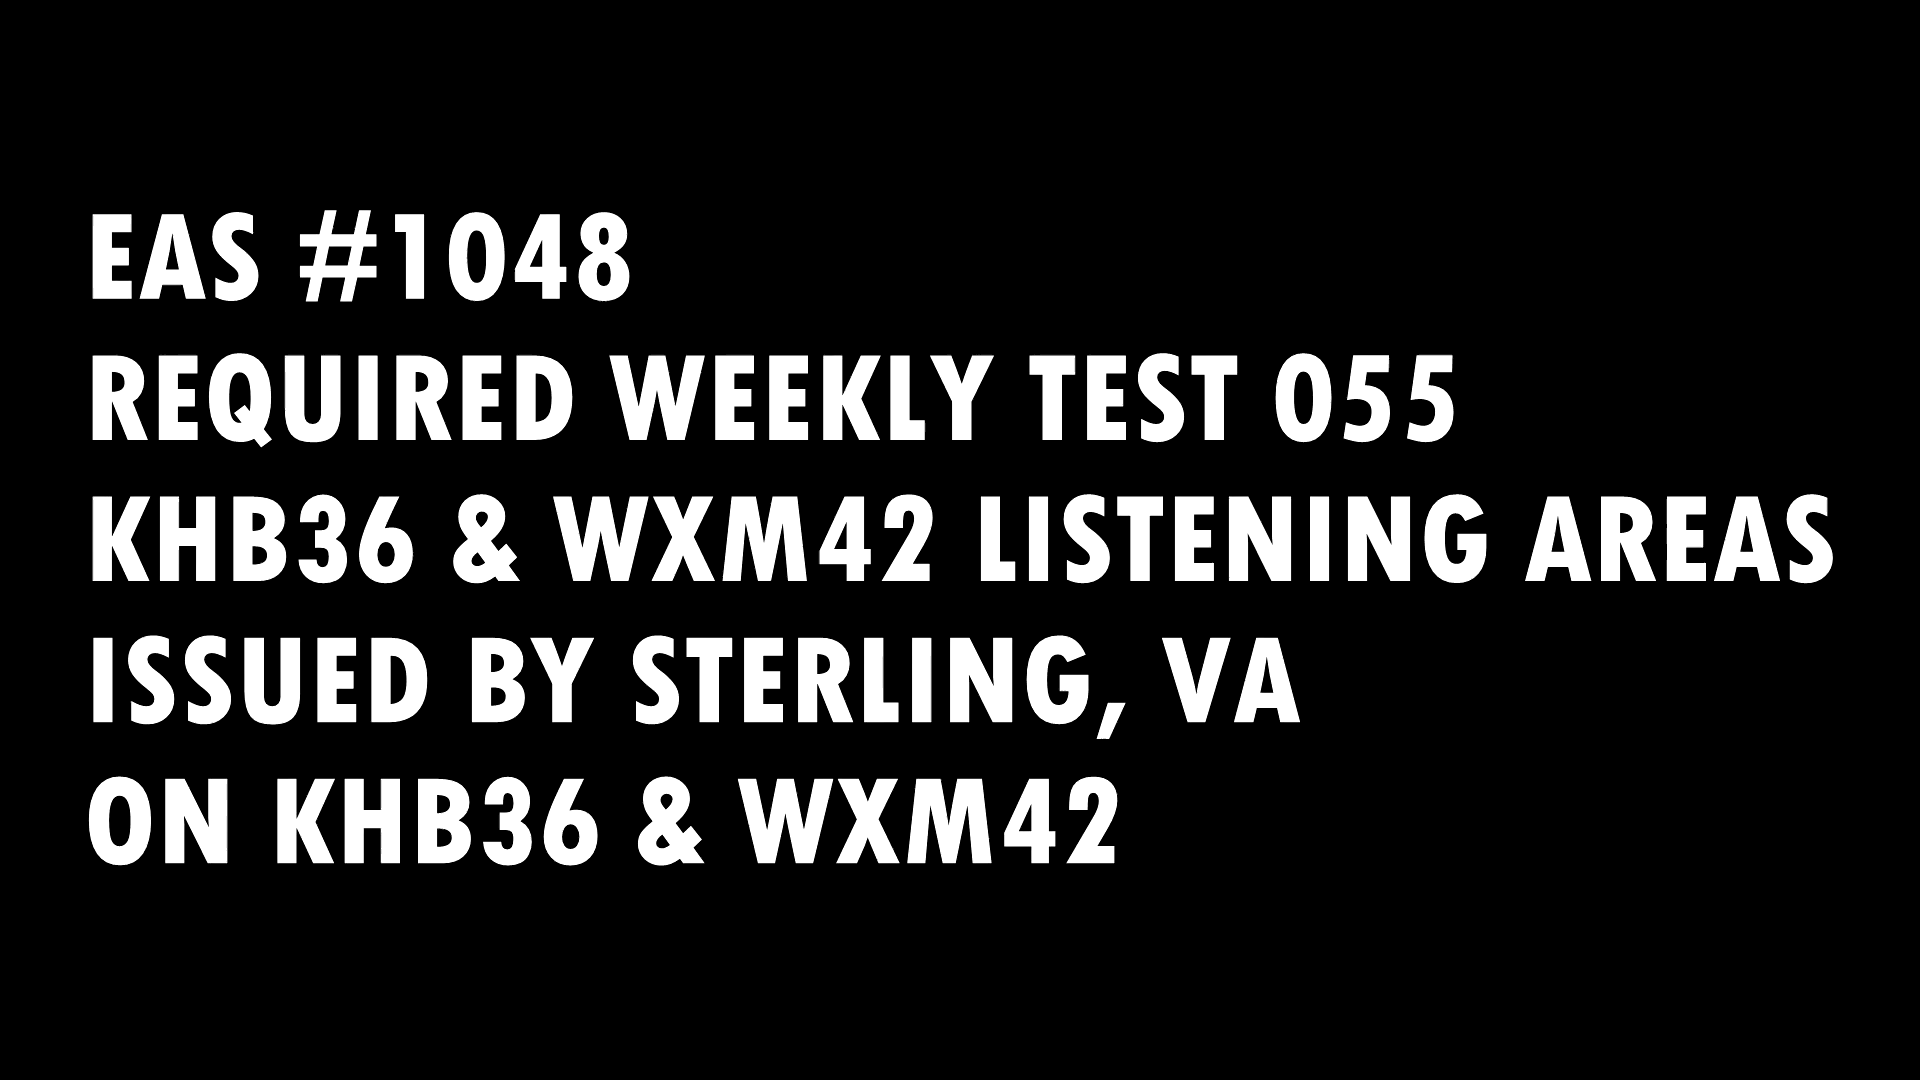 EAS #1048
REQUIRED WEEKLY TEST 055
KHB36 & WXM42 LISTENING AREAS
ISSUED BY STERLING, VA
ON KHB36 & WXM42